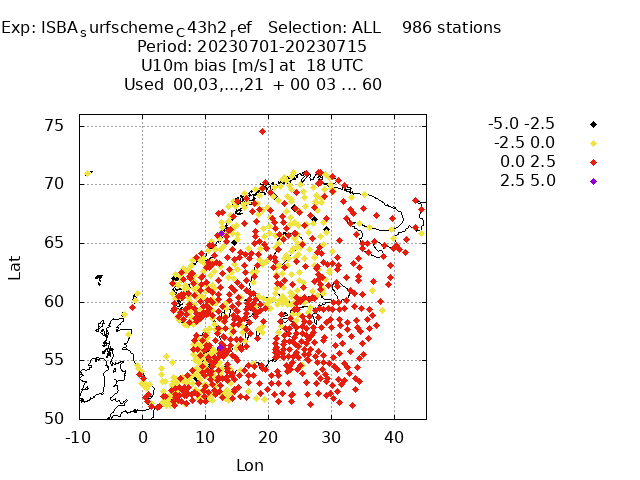 Exp: ISBAsurfschemeC43h2ref Selection: ALL 986 stations
Period: 20230701-20230715
U10m bias [m/s] at 18 UTC
Used 00,03,...,21 + 00 03 ... 60
-5.0 -2.5
-2.5 0.0
0.0 2.5
2.5 5.0
75
70
65
60
55
50
Lat
-10 0 10 20 30 40
Lon